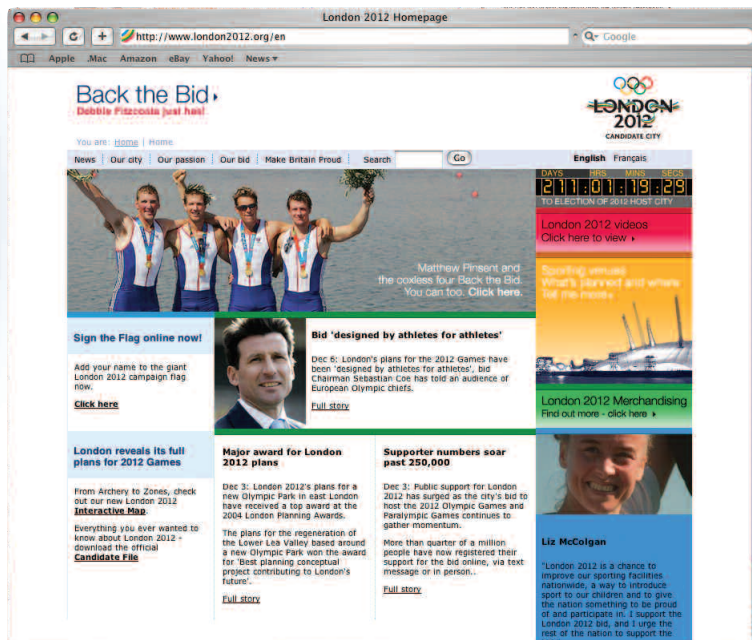 London 2012 Homepage
http://www.london2012.org/en
Google
Apple .Mac Amazon eBay Yahoo! News
Back the Bid
Debbie Fitzcosta just has!
LONDON
2012
CANDIDATE CITY
You are: Home | Home
News | Our city | Our passion | Our bid | Make Britain Proud | Search Go
English Français
DAYS HRS MINS SECS
211:01:19:29
TO ELECTION OF 2012 HOST CITY
London 2012 videos
Click here to view
Matthew Pinsent and
the coxless four Back the Bid.
You can too. Click here.
Sporting venues
What's planned and where
Tell me more
London 2012 Merchandising
Find out more - click here
Sign the Flag online now!
Add your name to the giant
London 2012 campaign flag
now.
Click here
Bid 'designed by athletes for athletes'
Dec 6: London's plans for the 2012 Games have
been 'designed by athletes for athletes', bid
Chairman Sebastian Coe has told an audience of
European Olympic chiefs.
Full story
London reveals its full
plans for 2012 Games
From Archery to Zones, check
out our new London 2012
Interactive Map.
Everything you ever wanted to
know about London 2012 -
download the official
Candidate File
Major award for London
2012 plans
Dec 3: London 2012's plans for a
new Olympic Park in east London
have received a top award at the
2004 London Planning Awards.
The plans for the regeneration of
the Lower Lea Valley based around
a new Olympic Park won the award
for 'Best planning conceptual
project contributing to London's
future'.
Full story
Supporter numbers soar
past 250,000
Dec 3: Public support for London
2012 has surged as the city's bid to
host the 2012 Olympic Games and
Paralympic Games continues to
gather momentum.
More than quarter of a million
people have now registered their
support for the bid online, via text
message or in person..
Full story
Liz McColgan
"London 2012 is a chance to
improve our sporting facilities
nationwide, a way to introduce
sport to our children and to give
the nation something to be proud
of and participate in. I support the
London 2012 bid, and I urge the
rest of the nation to support the